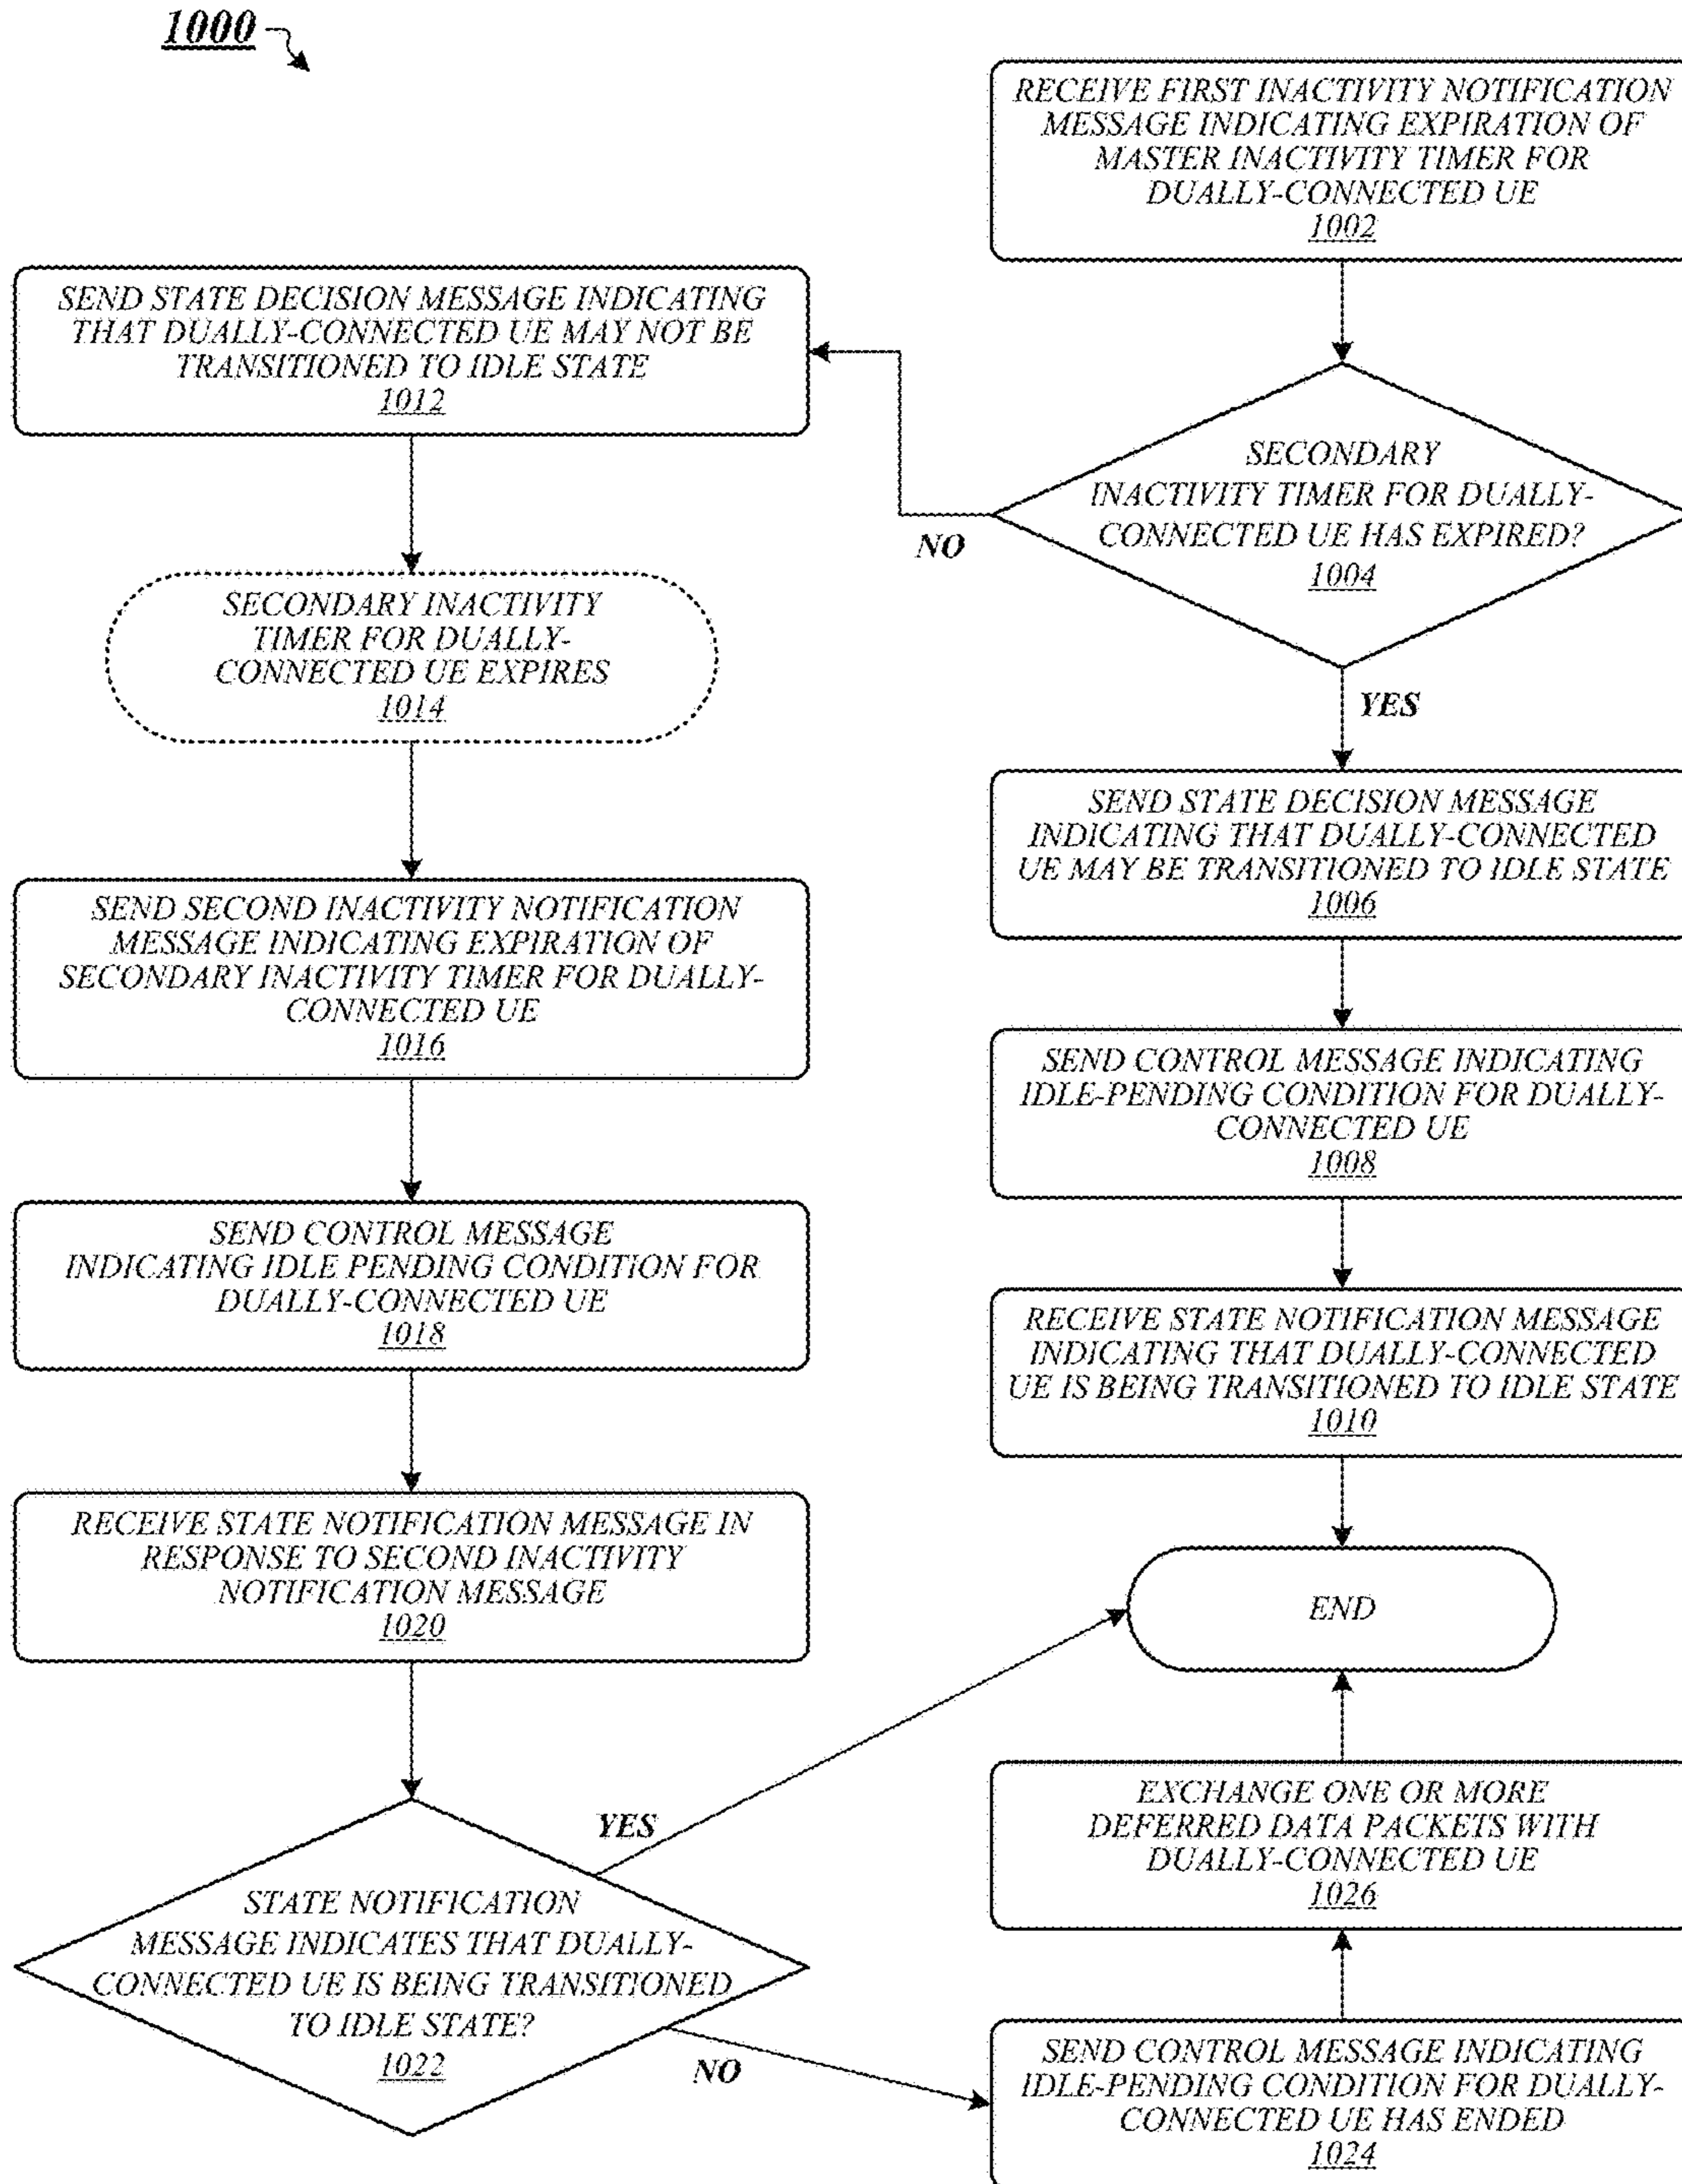 1000
RECEIVE FIRST INACTIVITY NOTIFICATION
MESSAGE INDICATING EXPIRATION OF
MASTER INACTIVITY TIMER FOR
DUALLY-CONNECTED UE
1002
SECONDARY
INACTIVITY TIMER FOR DUALLY-
CONNECTED UE HAS EXPIRED?
1004
NO
YES
SEND STATE DECISION MESSAGE
INDICATING THAT DUALLY-CONNECTED
UE MAY BE TRANSITIONED TO IDLE STATE
1006
SEND CONTROL MESSAGE INDICATING
IDLE-PENDING CONDITION FOR DUALLY-
CONNECTED UE
1008
RECEIVE STATE NOTIFICATION MESSAGE
INDICATING THAT DUALLY-CONNECTED
UE IS BEING TRANSITIONED TO IDLE STATE
1010
SEND STATE DECISION MESSAGE INDICATING
THAT DUALLY-CONNECTED UE MAY NOT BE
TRANSITIONED TO IDLE STATE
1012
SECONDARY INACTIVITY
TIMER FOR DUALLY-
CONNECTED UE EXPIRES
1014
SEND SECOND INACTIVITY NOTIFICATION
MESSAGE INDICATING EXPIRATION OF
SECONDARY INACTIVITY TIMER FOR DUALLY-
CONNECTED UE
1016
SEND CONTROL MESSAGE
INDICATING IDLE PENDING CONDITION FOR
DUALLY-CONNECTED UE
1018
RECEIVE STATE NOTIFICATION MESSAGE IN
RESPONSE TO SECOND INACTIVITY
NOTIFICATION MESSAGE
1020
STATE NOTIFICATION
MESSAGE INDICATES THAT DUALLY-
CONNECTED UE IS BEING TRANSITIONED
TO IDLE STATE?
1022
YES
NO
SEND CONTROL MESSAGE INDICATING
IDLE-PENDING CONDITION FOR DUALLY-
CONNECTED UE HAS ENDED
1024
EXCHANGE ONE OR MORE
DEFERRED DATA PACKETS WITH
DUALLY-CONNECTED UE
1026
END